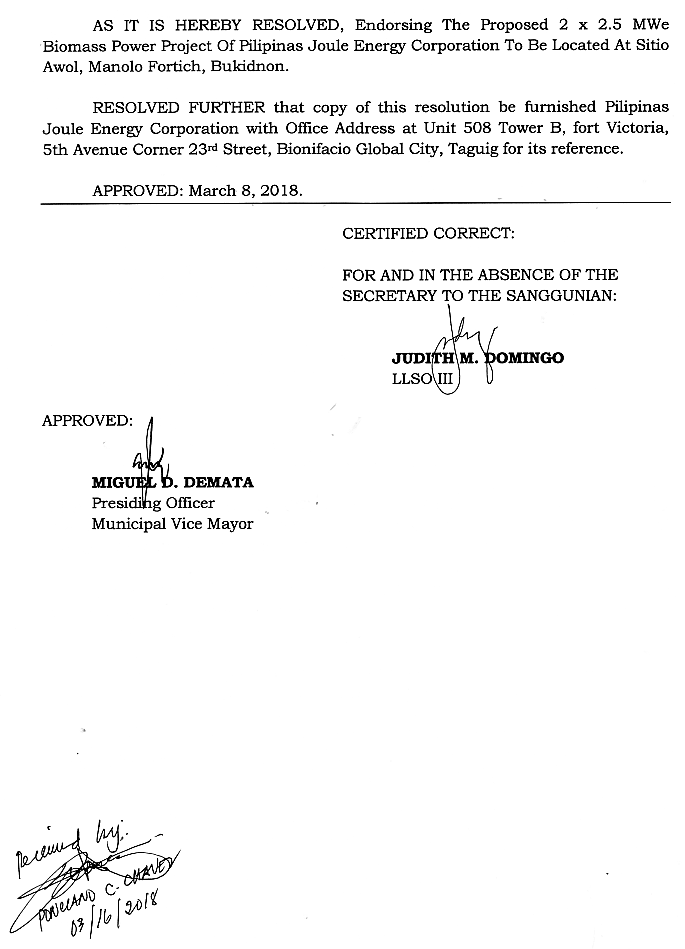 AS IT IS HEREBY RESOLVED, Endorsing The Proposed 2 x 2.5 MWe
Biomass Power Project Of Pilipinas Joule Energy Corporation To Be Located At Sitio
Awol, Manolo Fortich, Bukidnon.
RESOLVED FURTHER that copy of this resolution be furnished Pilipinas
Joule Energy Corporation with Office Address at Unit 508 Tower B, fort Victoria,
5th Avenue Corner 23rd Street, Bionifacio Global City, Taguig for its reference.
APPROVED: March 8, 2018.
CERTIFIED CORRECT:
FOR AND IN THE ABSENCE OF THE
SECRETARY TO THE SANGGUNIAN:
JUDITH M. DOMINGO
LLSO III
APPROVED:
MIGUEL D. DEMATA
Presiding Officer
Municipal Vice Mayor
Received by:
PONCIANO C. CHAVEZ
03/16/2018